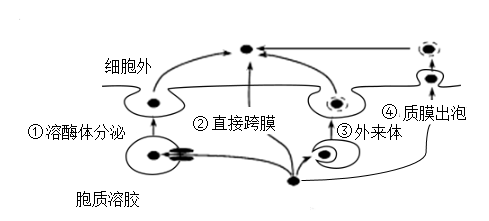 细胞外
④质膜出泡
②直接跨膜
①溶酶体分泌
③外来体
胞质溶胶